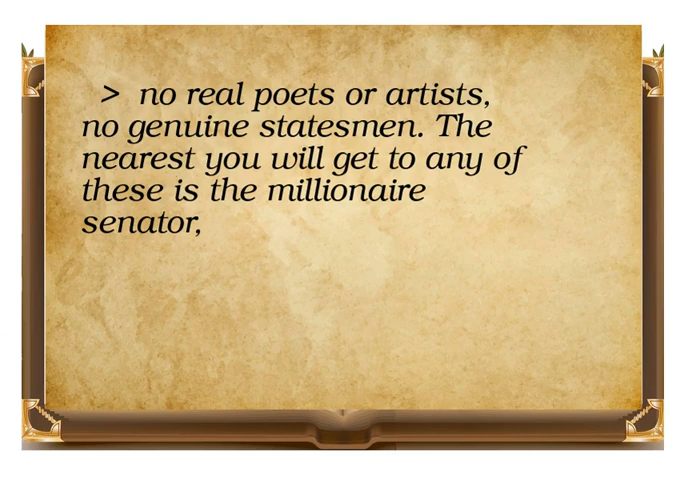 > no real poets or artists,
no genuine statesmen. The
nearest you will get to any of
these is the millionaire
senator,